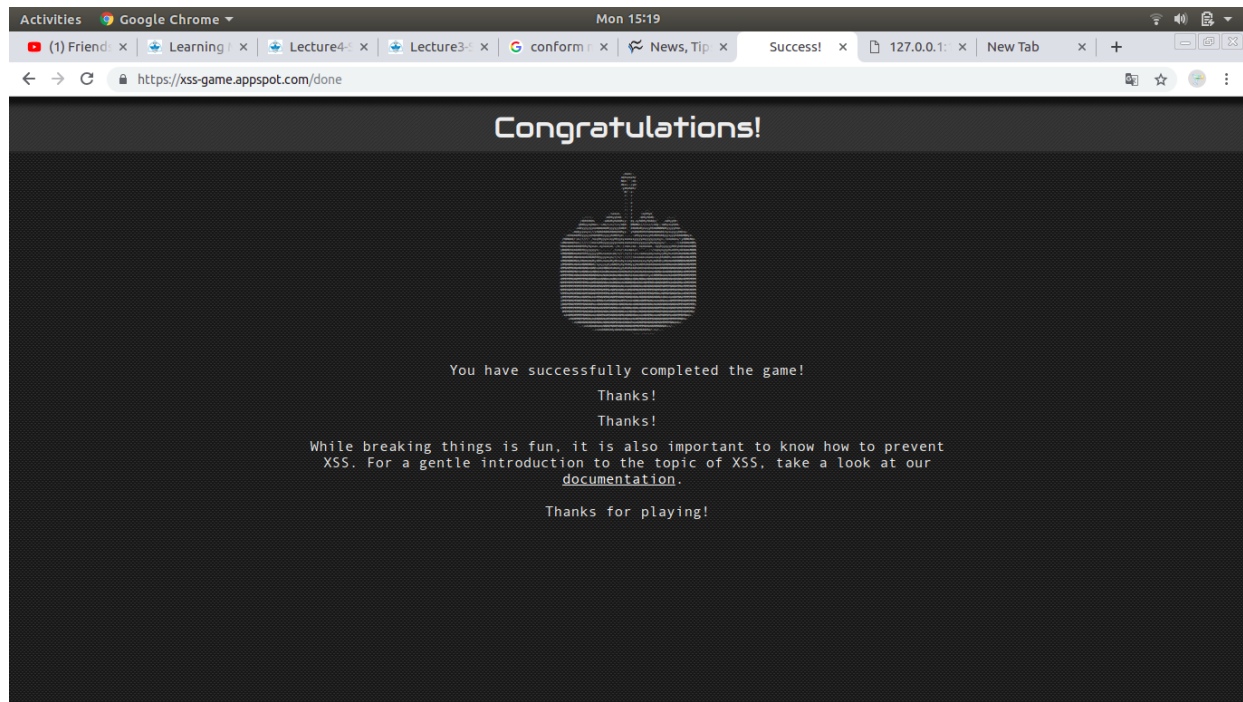 Activities Google Chrome Mon 15:19
(1) Friend Learning Lecture4- Lecture3- conform News, Tip Success! 127.0.0.1: New Tab
https://xss-game.appspot.com/done
Congratulations!
You have successfully completed the game!
Thanks!
Thanks!
While breaking things is fun, it is also important to know how to prevent
XSS. For a gentle introduction to the topic of XSS, take a look at our
documentation.
Thanks for playing!